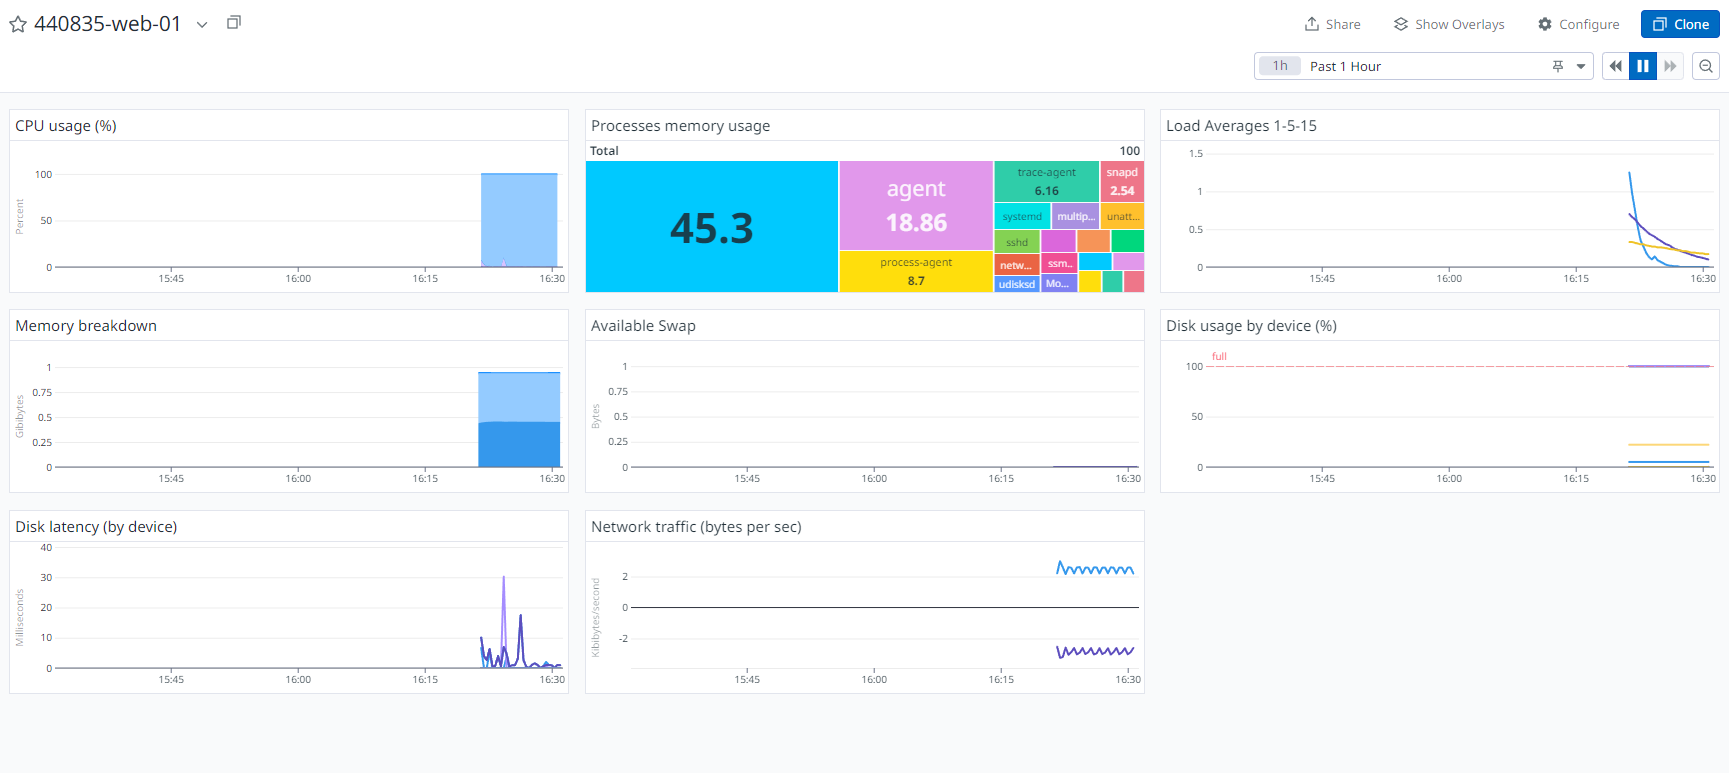 440835-web-01
Share
Show Overlays
Configure
Clone
1h Past 1 Hour
CPU usage (%)
Percent
100
50
0
15:45 16:00 16:15 16:30
Processes memory usage
Total 100
45.3
agent
18.86
process-agent
8.7
trace-agent
6.16
snapd
2.54
systemd
multip...
unatt...
sshd
netw...
ssm...
udisksd
Mo...
Load Averages 1-5-15
1.5
1
0.5
0
15:45 16:00 16:15 16:30
Memory breakdown
Gibibytes
1
0.75
0.5
0.25
0
15:45 16:00 16:15 16:30
Available Swap
Bytes
1
0.75
0.5
0.25
0
15:45 16:00 16:15 16:30
Disk usage by device (%)
full
100
50
0
15:45 16:00 16:15 16:30
Disk latency (by device)
Milliseconds
40
30
20
10
0
15:45 16:00 16:15 16:30
Network traffic (bytes per sec)
Kibibytes/second
2
0
-2
15:45 16:00 16:15 16:30